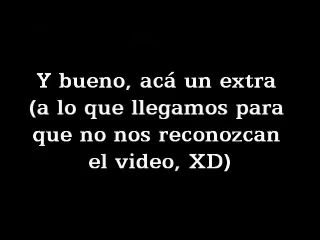 Y bueno, acá un extra
(a lo que llegamos para
que no nos reconozcan
el video, XD)